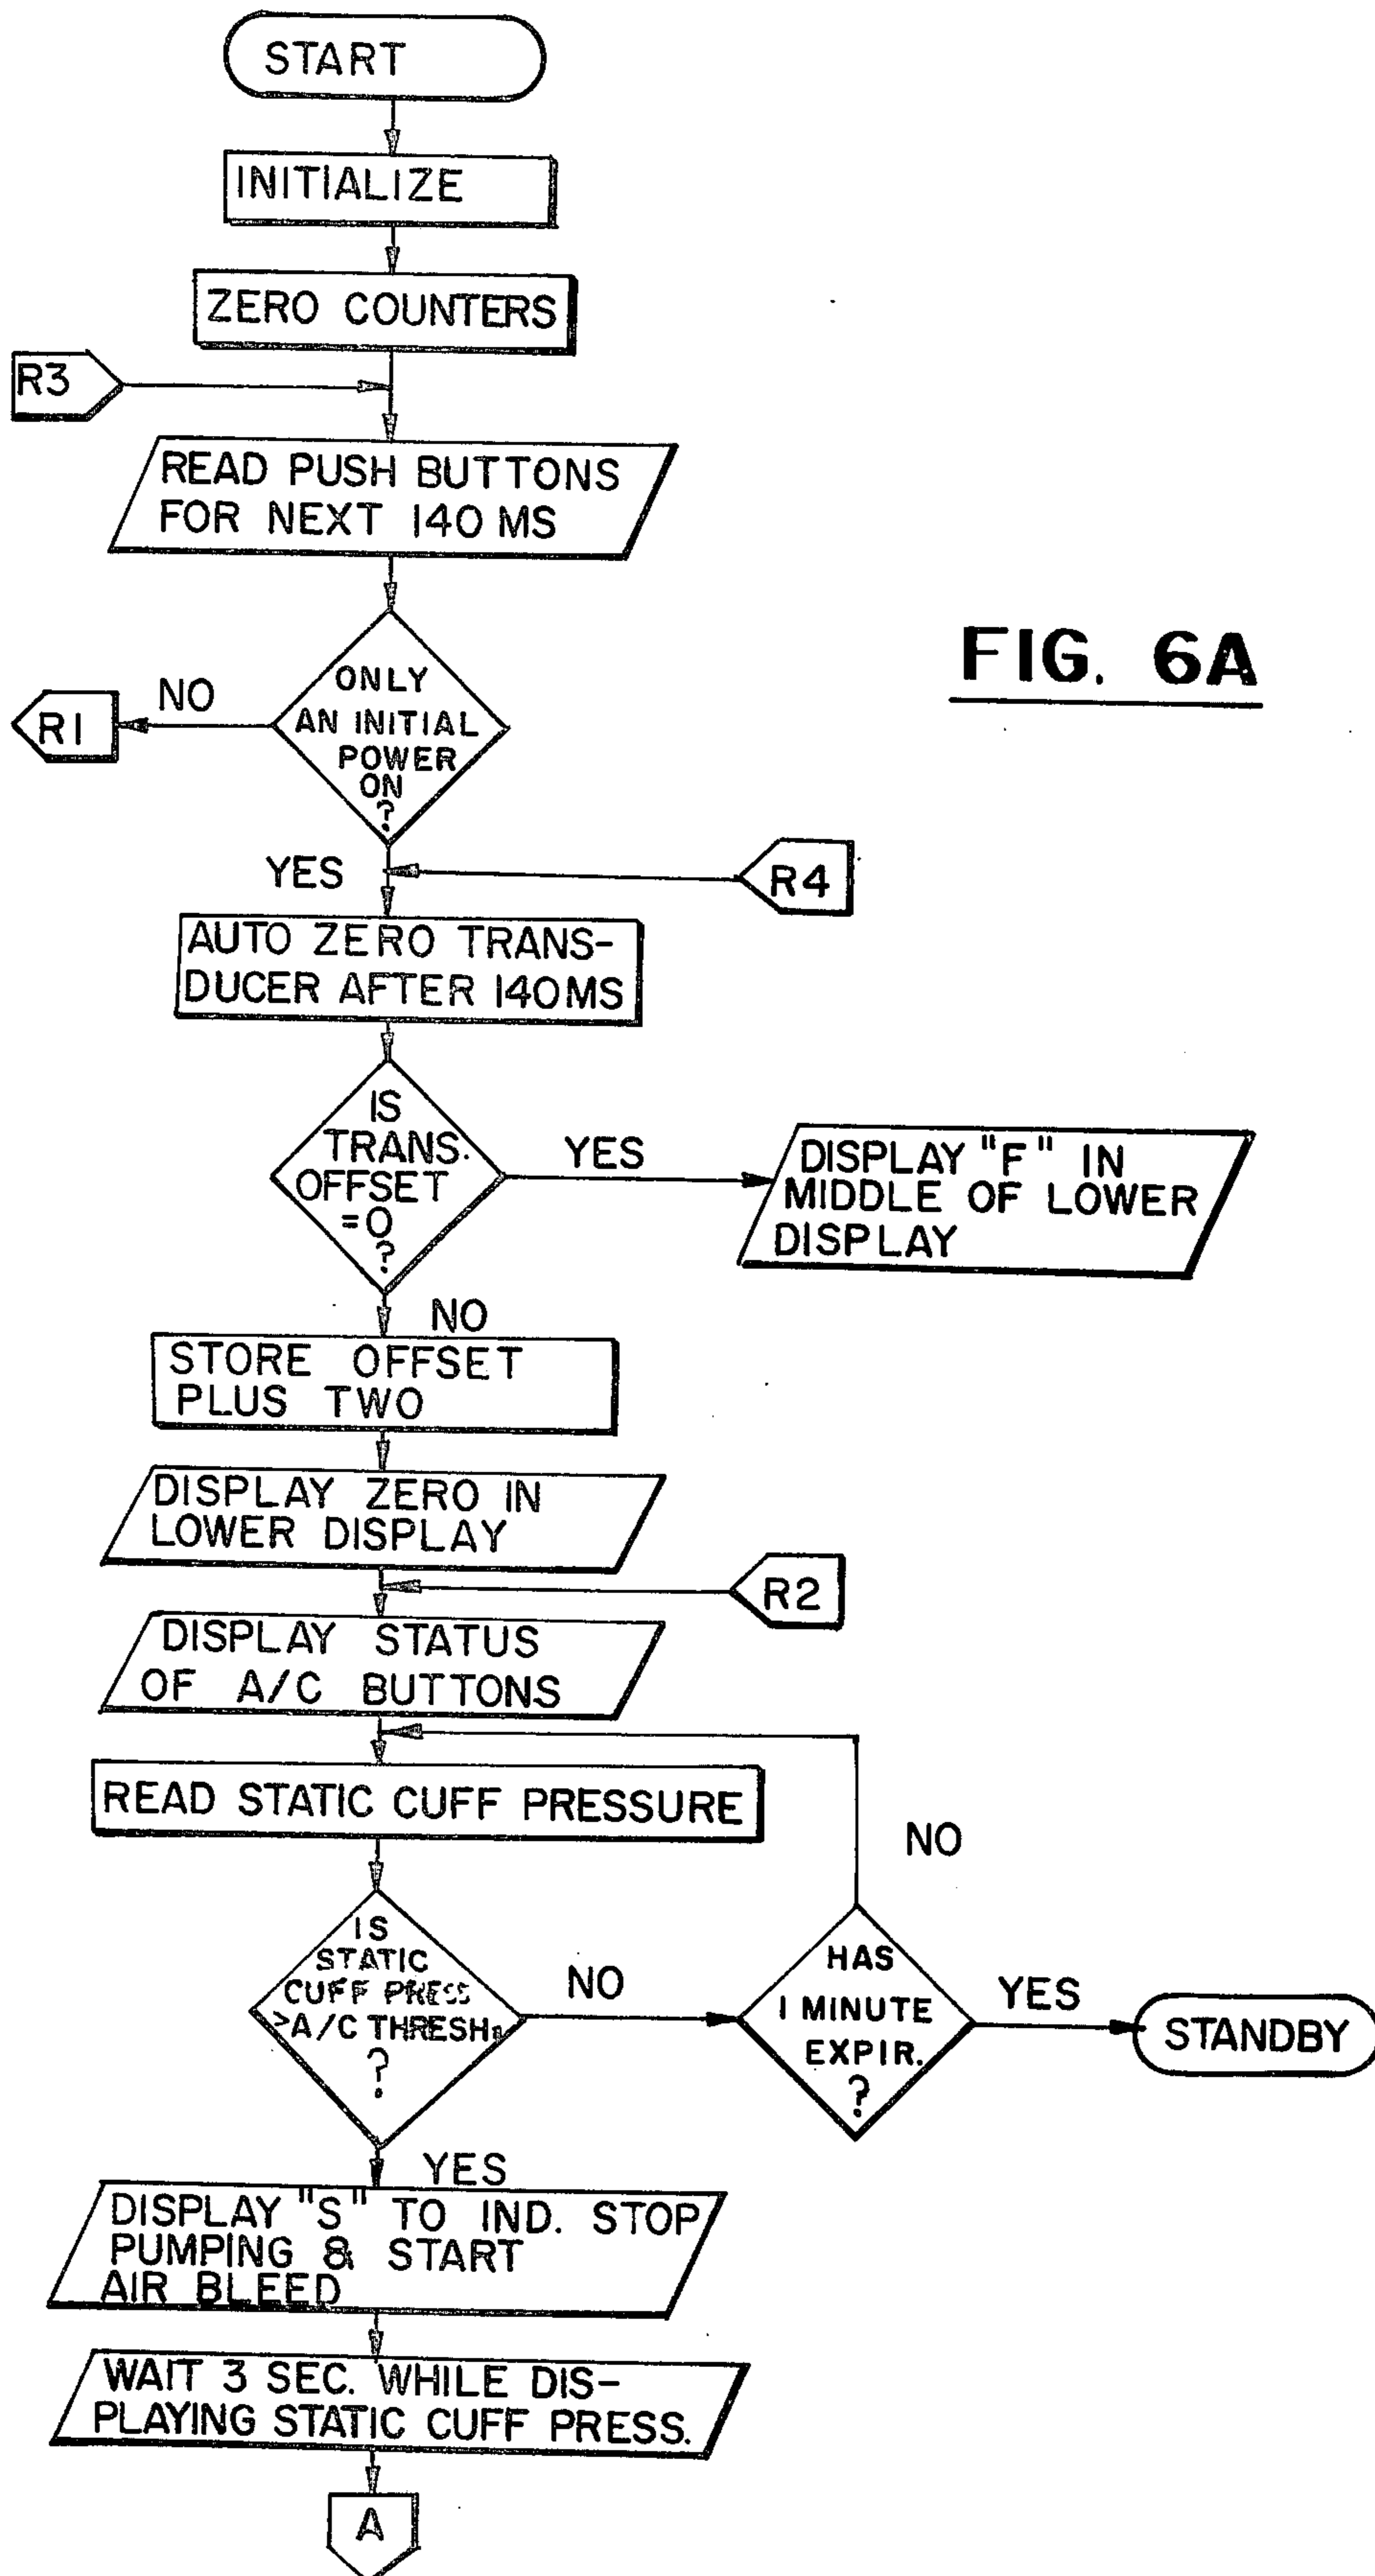 START
INITIALIZE
ZERO COUNTERS
R3
READ PUSH BUTTONS
FOR NEXT 140 MS
FIG. 6A
ONLY
AN INITIAL
POWER
ON
?
NO
R1
YES
R4
AUTO ZERO TRANS-
DUCER AFTER 140MS
IS
TRANS.
OFFSET
=0
?
YES
DISPLAY "F" IN
MIDDLE OF LOWER
DISPLAY
NO
STORE OFFSET
PLUS TWO
DISPLAY ZERO IN
LOWER DISPLAY
R2
DISPLAY STATUS
OF A/C BUTTONS
READ STATIC CUFF PRESSURE
NO
IS
STATIC
CUFF PRESS
>A/C THRESH.
?
NO
HAS
1 MINUTE
EXPIR.
?
YES
STANDBY
YES
DISPLAY "S" TO IND. STOP
PUMPING & START
AIR BLEED
WAIT 3 SEC. WHILE DIS-
PLAYING STATIC CUFF PRESS.
A